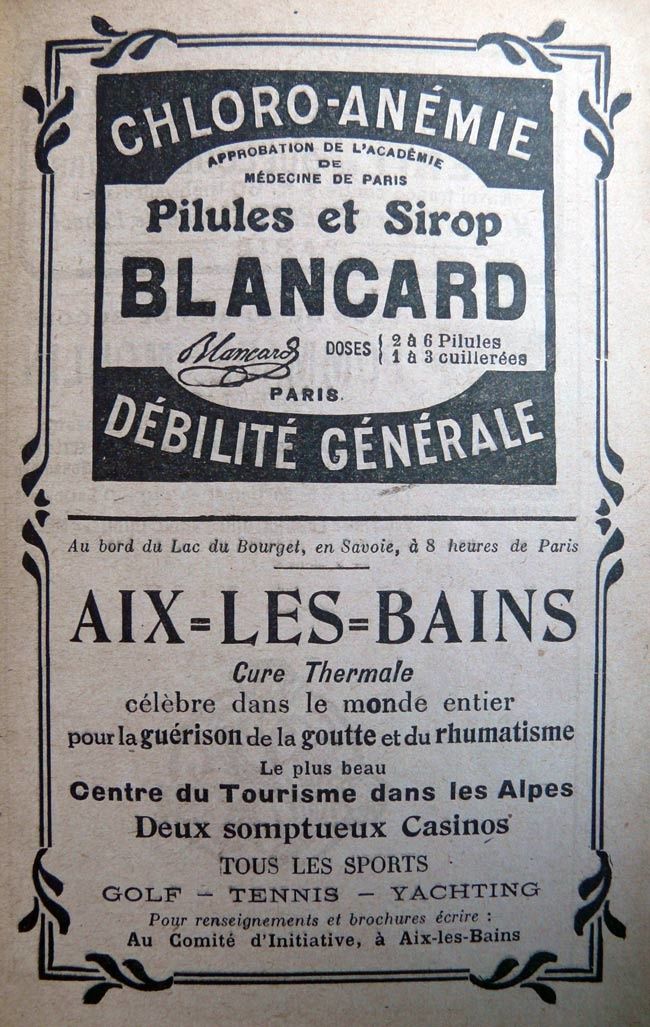 CHLORO-ANÉMIE
APPROBATION DE L'ACADÉMIE
DE
MÉDECINE DE PARIS
Pilules et Sirop
BLANCARD
Blancard DOSES { 2 à 6 Pilules
1 à 3 cuillerées
PARIS.
DÉBILITÉ GÉNÉRALE
Au bord du Lac du Bourget, en Savoie, à 8 heures de Paris
AIX=LES=BAINS
Cure Thermale
célèbre dans le monde entier
pour la guérison de la goutte et du rhumatisme
Le plus beau
Centre du Tourisme dans les Alpes
Deux somptueux Casinos
TOUS LES SPORTS
GOLF — TENNIS — YACHTING
Pour renseignements et brochures écrire :
Au Comité d'Initiative, à Aix-les-Bains